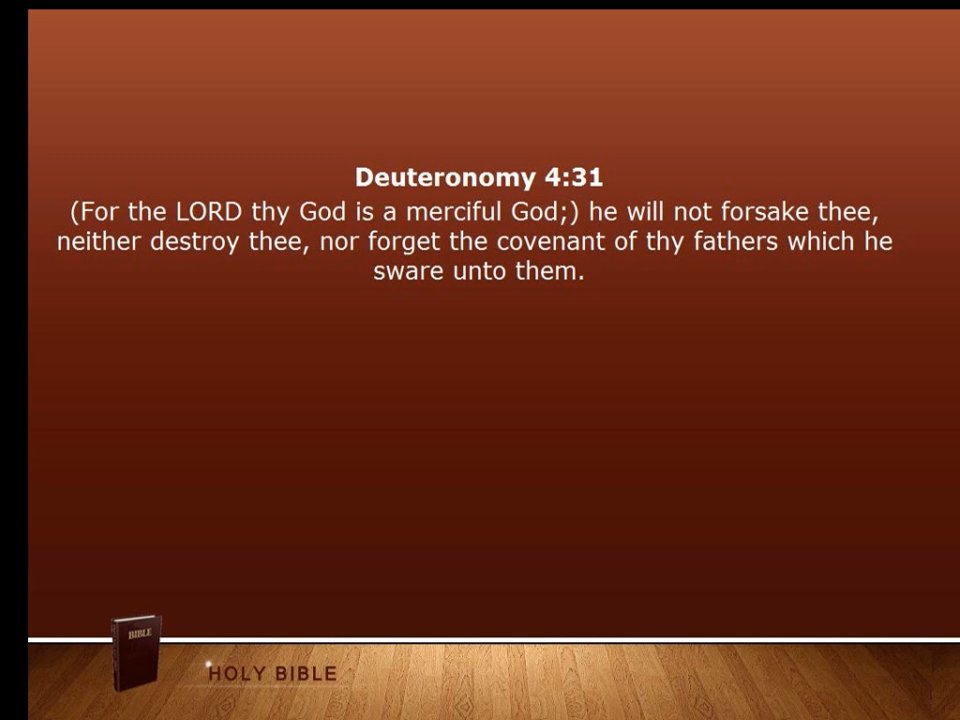 Deuteronomy 4:31
(For the LORD thy God is a merciful God;) he will not forsake thee,
neither destroy thee, nor forget the covenant of thy fathers which he
sware unto them.
BIBLE
HOLY BIBLE